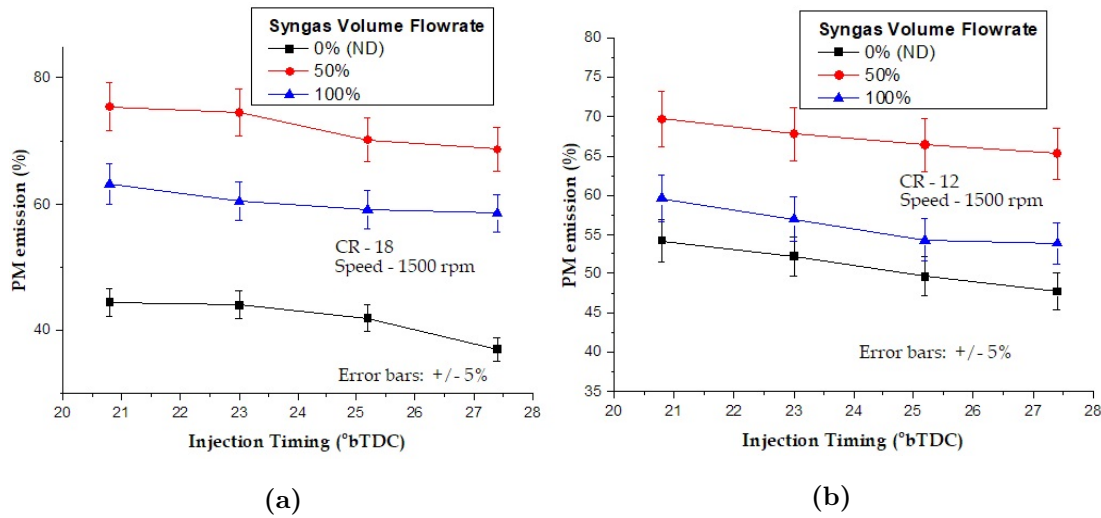 Syngas Volume Flowrate
0% (ND)
50%
100%
80
60
40
PM emission (%)
CR - 18
Speed - 1500 rpm
Error bars: +/- 5%
20 21 22 23 24 25 26 27 28
Injection Timing (°bTDC)
(a)
Syngas Volume Flowrate
0% (ND)
50%
100%
80
75
70
65
60
55
50
45
40
35
PM emission (%)
CR - 12
Speed - 1500 rpm
Error bars: +/- 5%
20 21 22 23 24 25 26 27 28
Injection Timing (°bTDC)
(b)